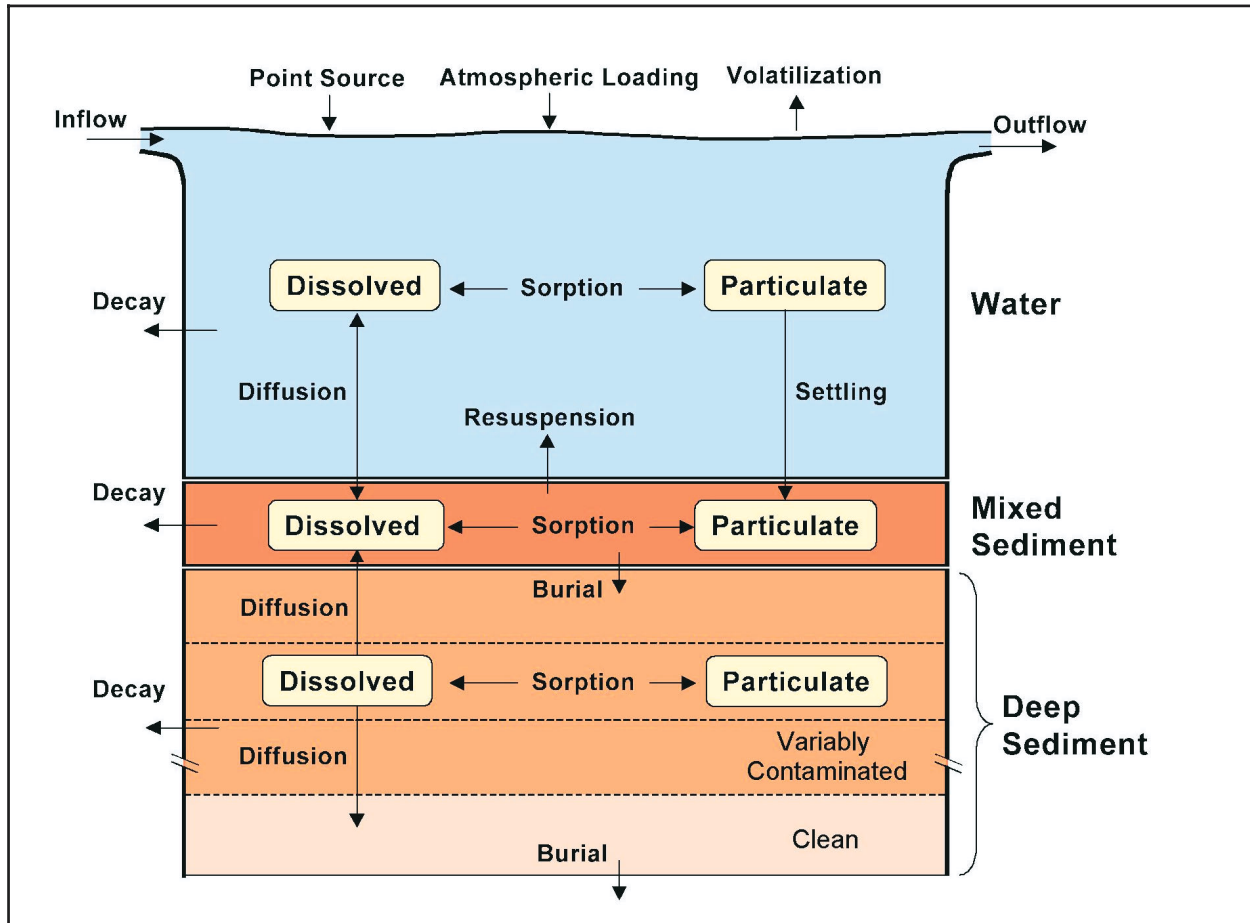 Point Source
Atmospheric Loading
Volatilization
Inflow
Outflow
Dissolved
Sorption
Particulate
Decay
Water
Diffusion
Settling
Resuspension
Decay
Dissolved
Sorption
Particulate
Mixed
Sediment
Diffusion
Burial
Dissolved
Sorption
Particulate
Decay
Deep
Sediment
Diffusion
Variably
Contaminated
Clean
Burial